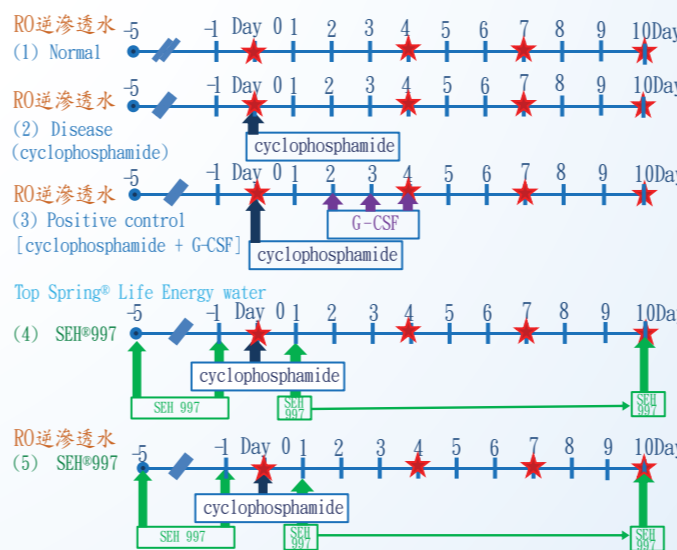 RO逆滲透水 -5 -1 Day 0 1 2 3 4 5 6 7 8 9 10Day
(1) Normal
RO逆滲透水 -5 -1 Day 0 1 2 3 4 5 6 7 8 9 10Day
(2) Disease
(cyclophosphamide)
cyclophosphamide
RO逆滲透水 -5 -1 Day 0 1 2 3 4 5 6 7 8 9 10Day
(3) Positive control
[cyclophosphamide + G-CSF]
G-CSF
cyclophosphamide
Top Spring® Life Energy water
-5 -1 Day 0 1 2 3 4 5 6 7 8 9 10Day
(4) SEH®997
cyclophosphamide
SEH 997
SEH
997
SEH
997
RO逆滲透水 -5 -1 Day 0 1 2 3 4 5 6 7 8 9 10Day
(5) SEH®997
cyclophosphamide
SEH 997
SEH
997
SEH
997